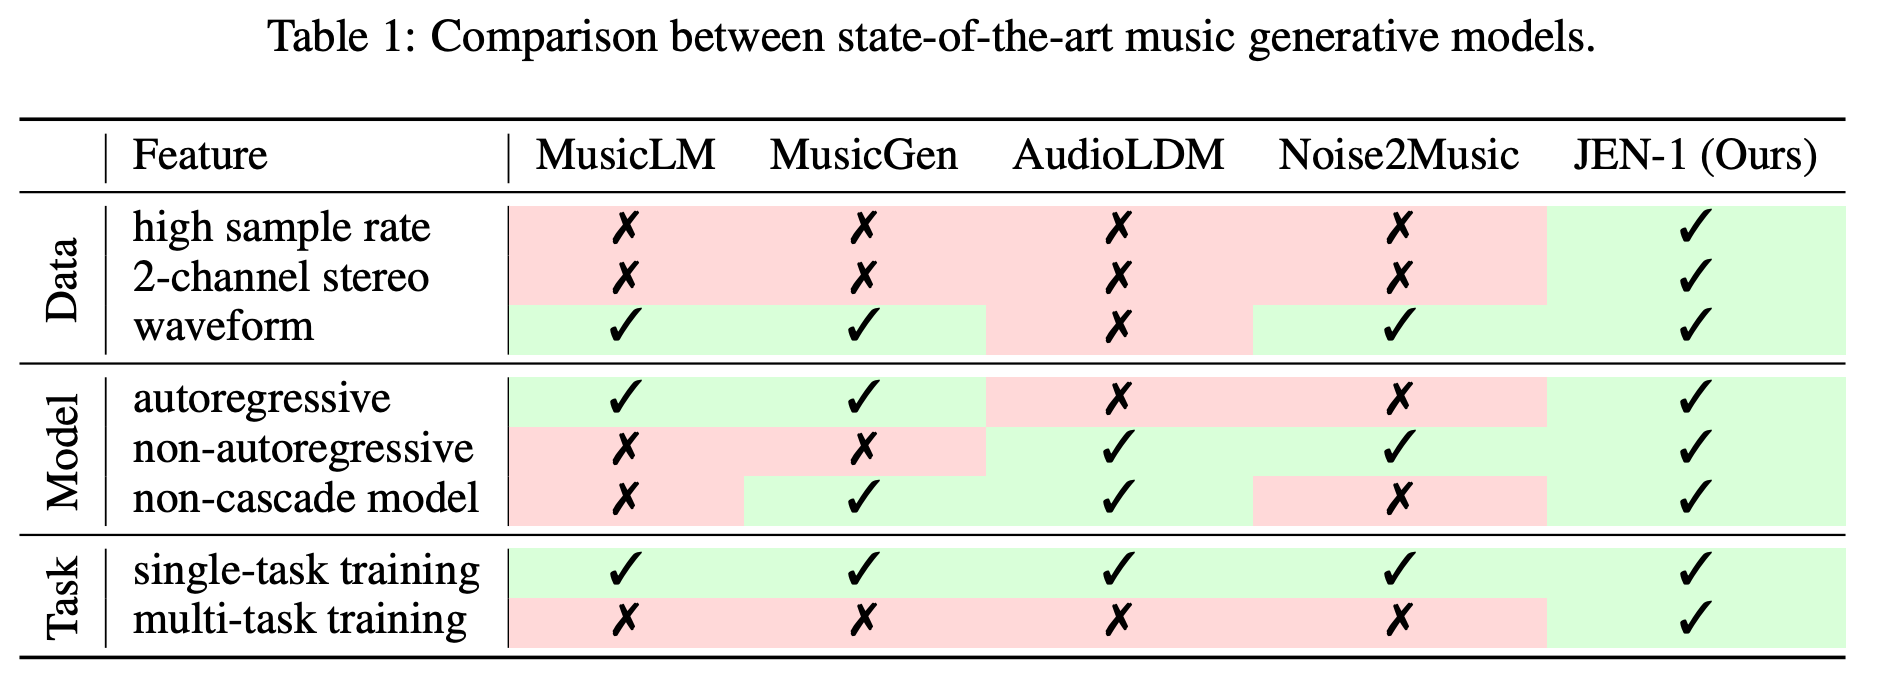 Table 1: Comparison between state-of-the-art music generative models.
Feature MusicLM MusicGen AudioLDM Noise2Music JEN-1 (Ours)
Data
high sample rate ✗ ✗ ✗ ✗ ✓
2-channel stereo ✗ ✗ ✗ ✗ ✓
waveform ✓ ✓ ✗ ✓ ✓
Model
autoregressive ✓ ✓ ✗ ✗ ✓
non-autoregressive ✗ ✗ ✓ ✓ ✓
non-cascade model ✗ ✓ ✓ ✗ ✓
Task
single-task training ✓ ✓ ✓ ✓ ✓
multi-task training ✗ ✗ ✗ ✗ ✓